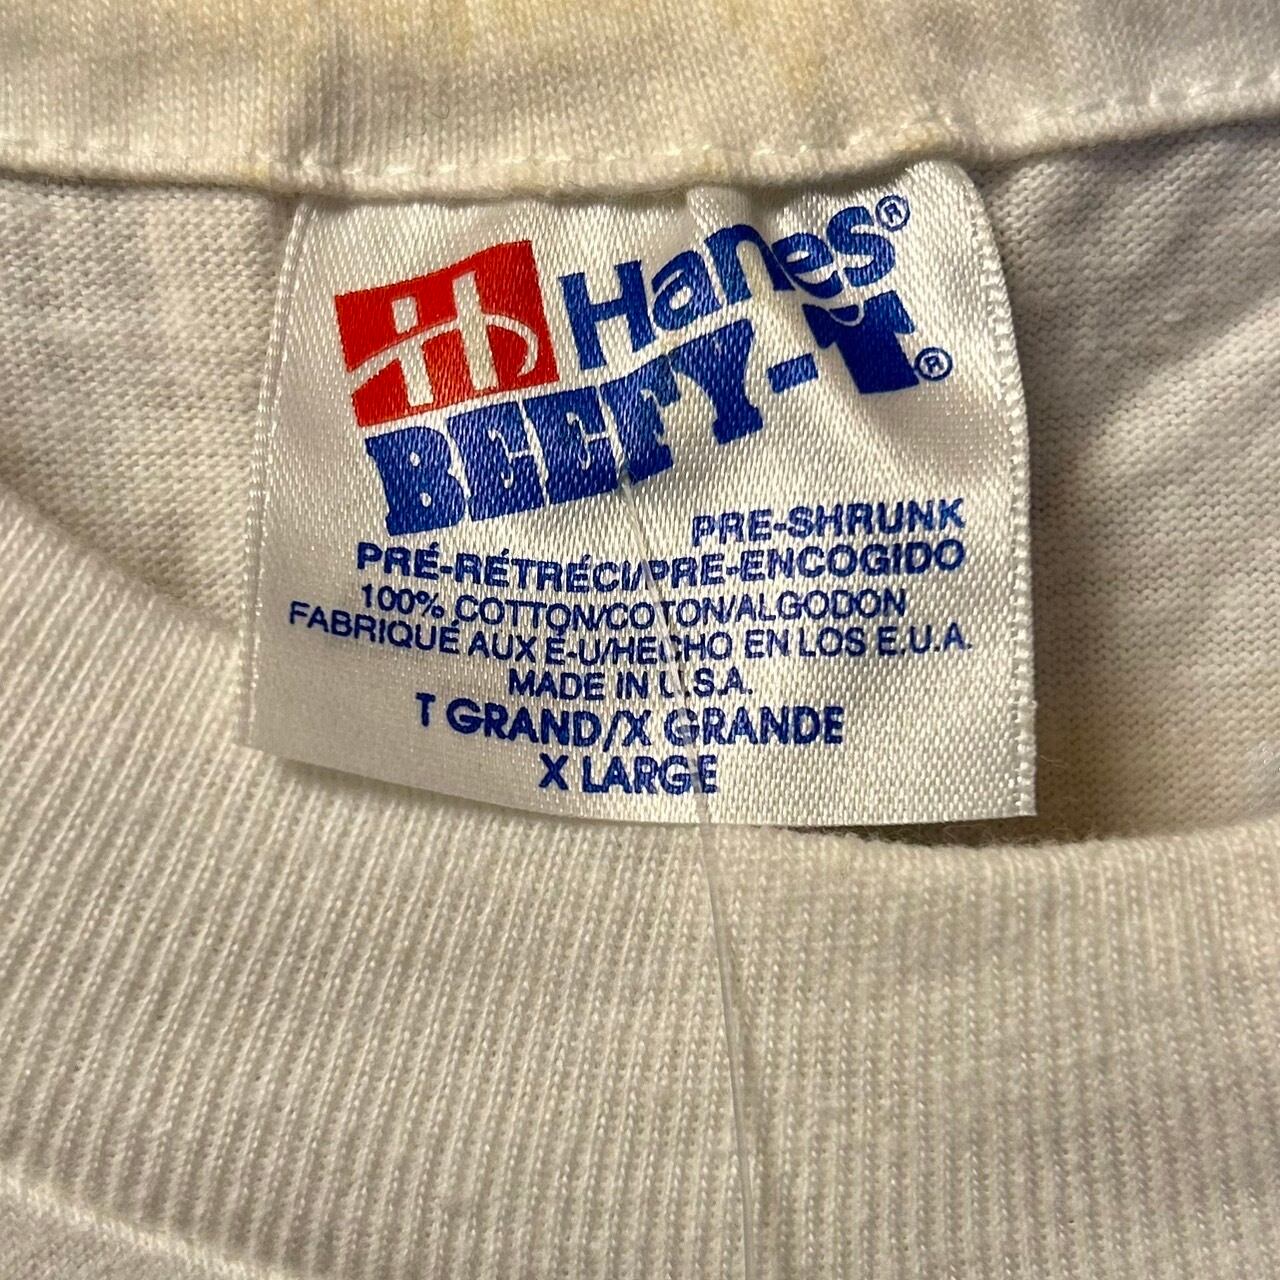 Hanes®
BEEFY-T®
PRE-SHRUNK
PRÉ-RÉTRÉCI/PRE-ENCOGIDO
100% COTTON/COTON/ALGODON
FABRIQUÉ AUX É-U/HECHO EN LOS E.U.A.
MADE IN U.S.A.
T GRAND/X GRANDE
X LARGE